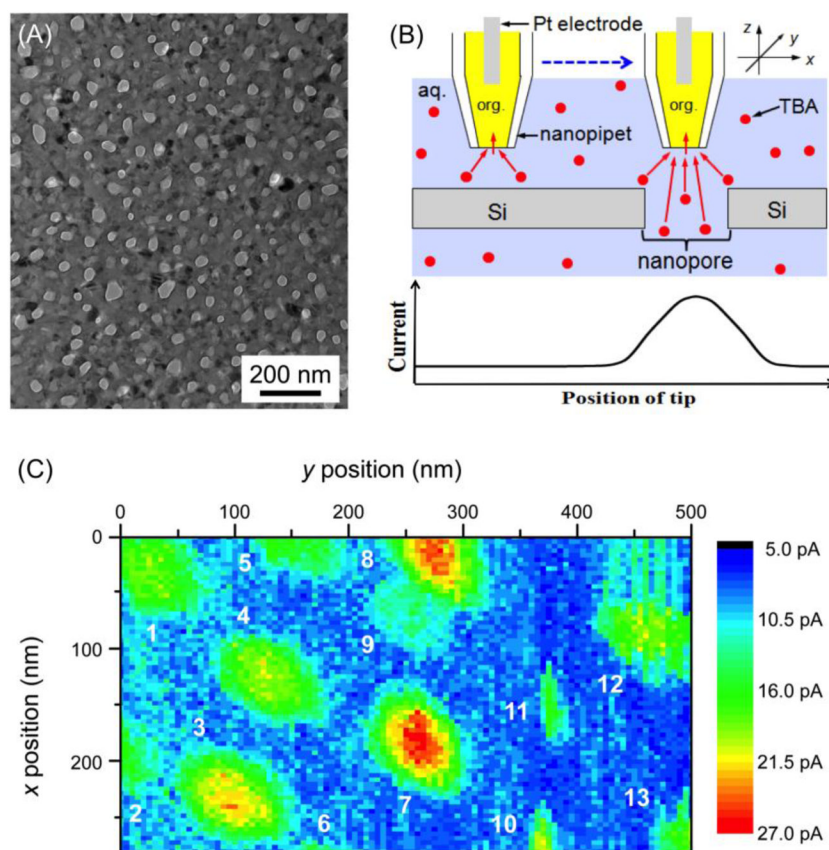 (A)
200 nm
(B)
Pt electrode
z
y
x
aq.
org.
org.
TBA
nanopipet
Si
Si
nanopore
Current
Position of tip
(C)
y position (nm)
0 100 200 300 400 500
x position (nm)
0
100
200
1
2
3
4
5
6
7
8
9
10
11
12
13
5.0 pA
10.5 pA
16.0 pA
21.5 pA
27.0 pA